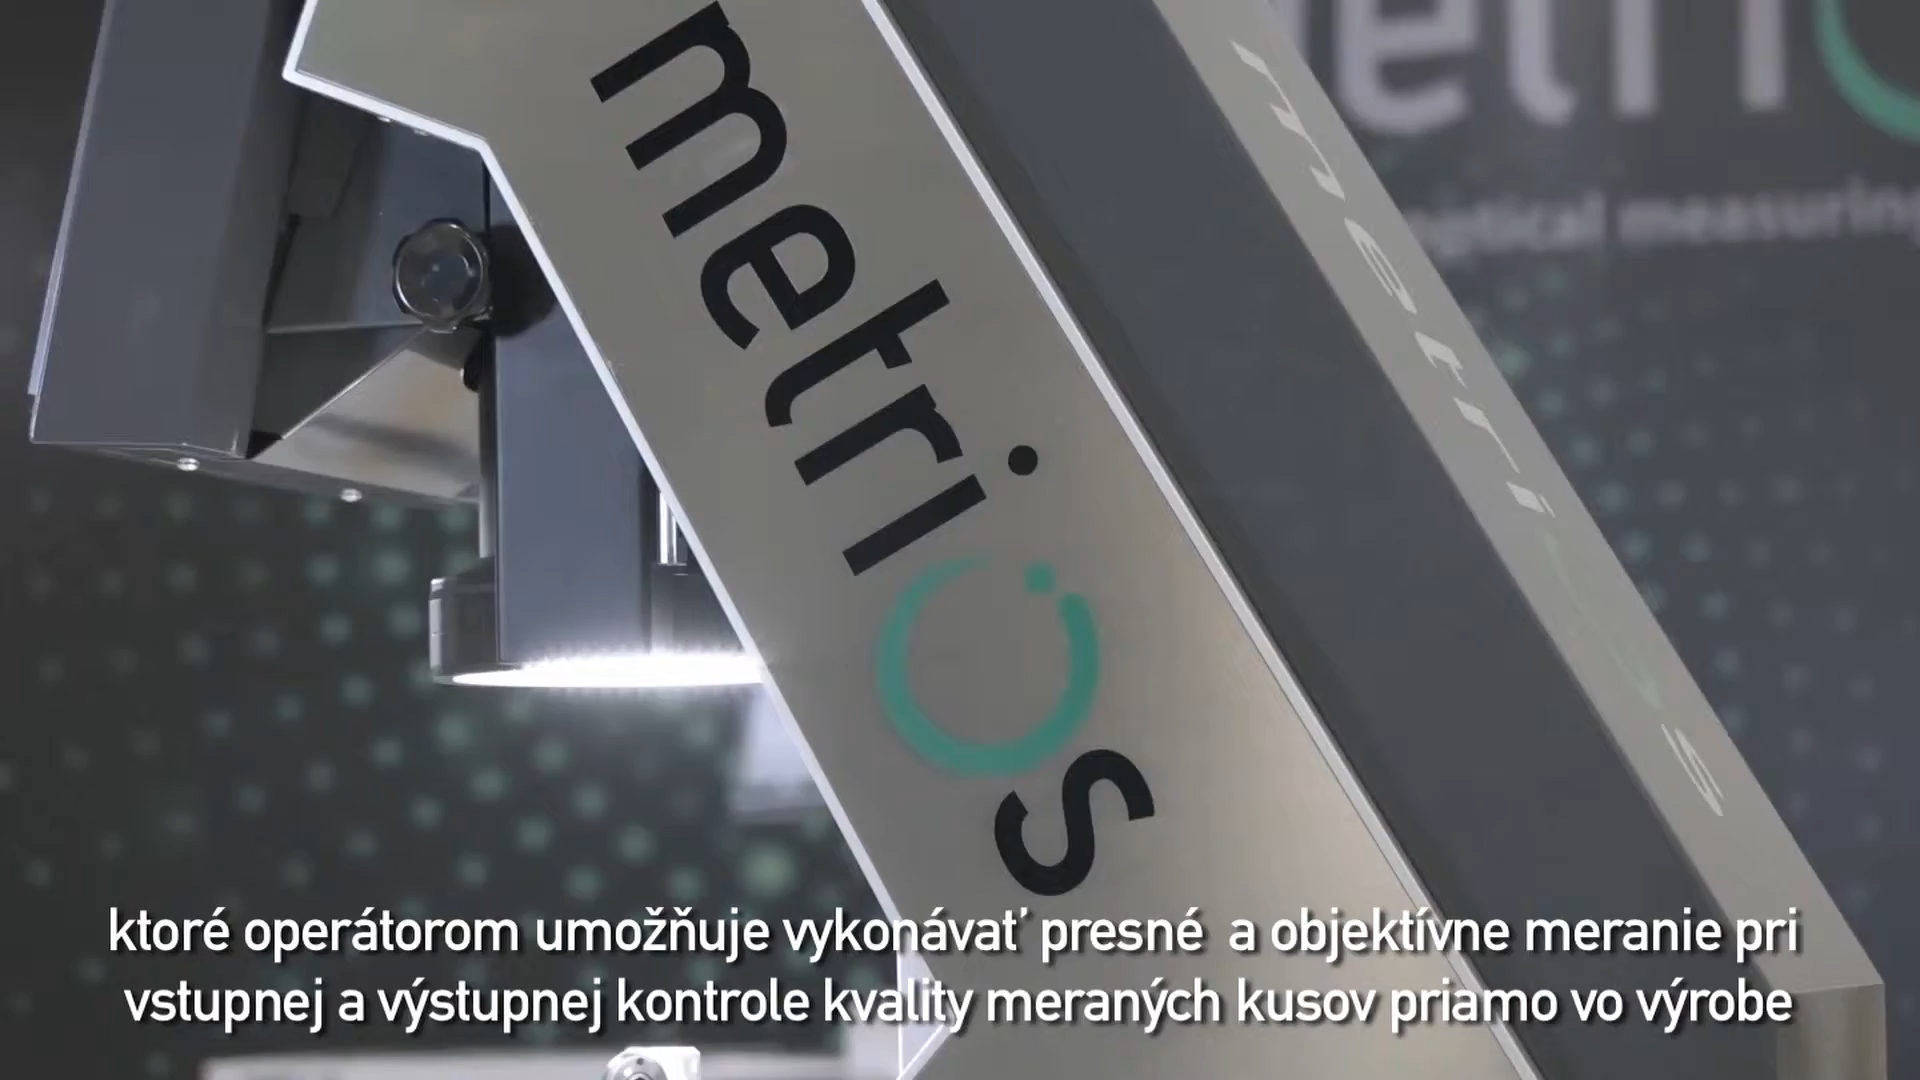 metrios
metrios
etrio
optical measuring
ktoré operátorom umožňuje vykonávať presné a objektívne meranie pri
vstupnej a výstupnej kontrole kvality meraných kusov priamo vo výrobe